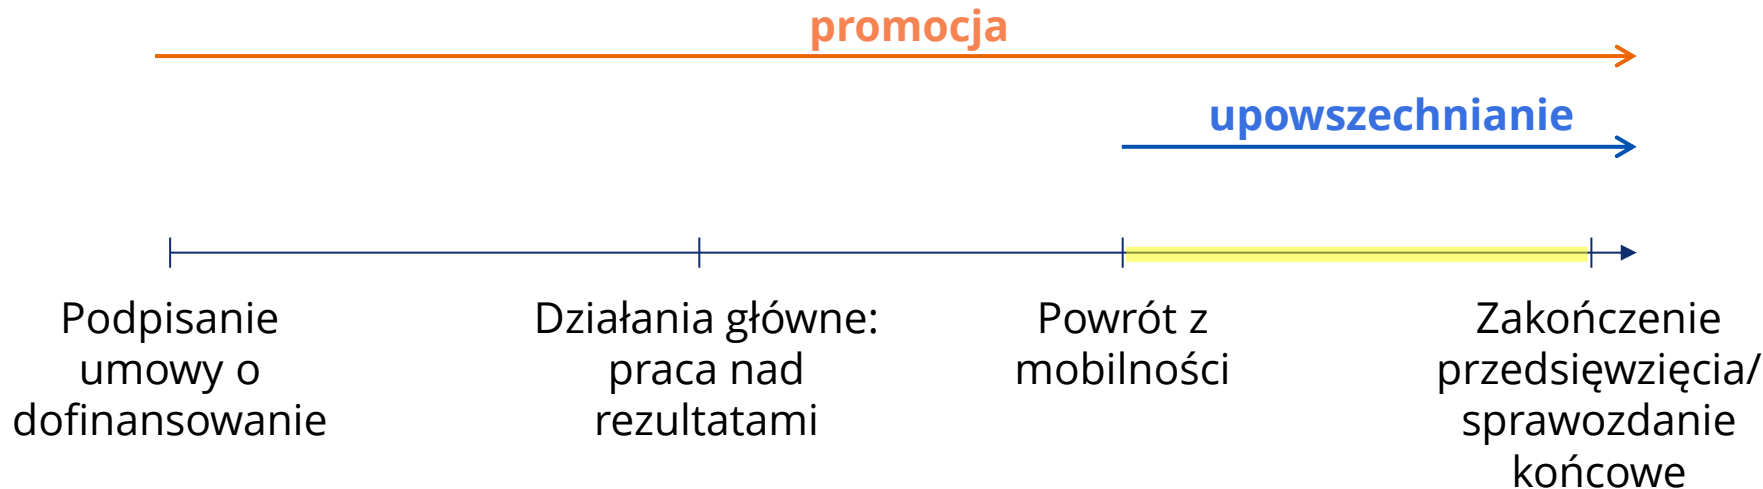 promocja
upowszechnianie
Podpisanie
umowy o
dofinansowanie
Działania główne:
praca nad
rezultatami
Powrót z
mobilności
Zakończenie
przedsięwzięcia/
sprawozdanie
końcowe